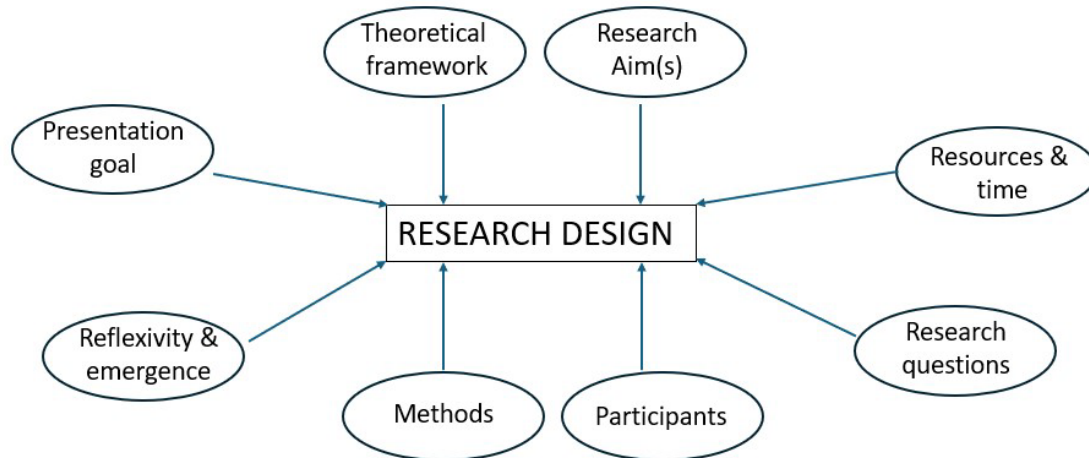 Theoretical
framework
Research
Aim(s)
Presentation
goal
Resources &
time
RESEARCH DESIGN
Reflexivity &
emergence
Research
questions
Methods
Participants